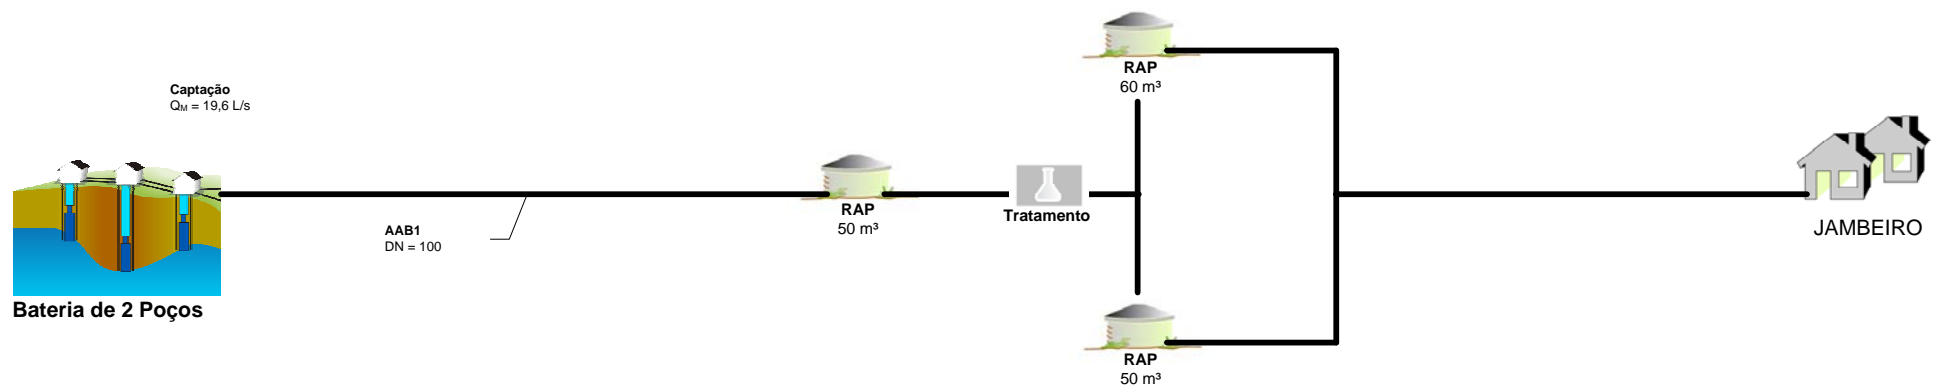 Captação
QM = 19,6 L/s
Bateria de 2 Poços
AAB1
DN = 100
RAP
50 m³
Tratamento
RAP
60 m³
RAP
50 m³
JAMBEIRO